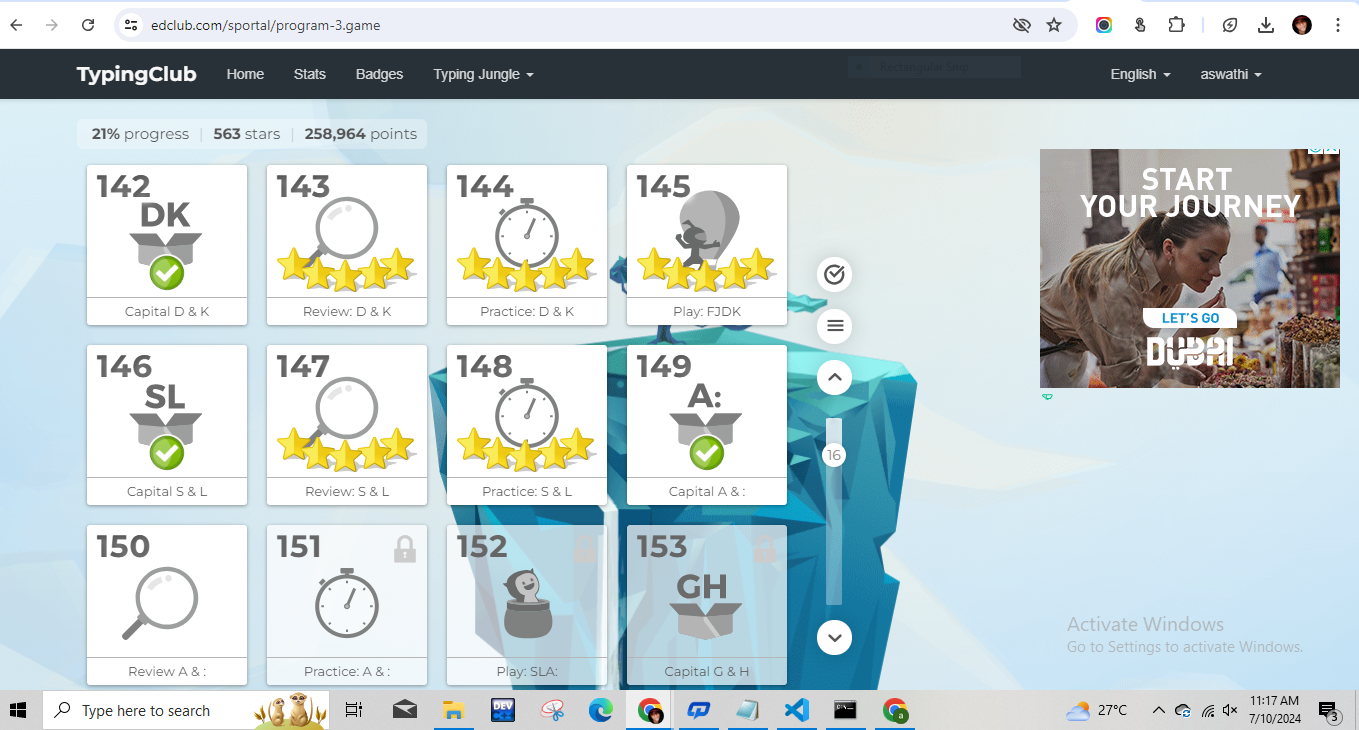 edclub.com/sportal/program-3.game
TypingClub Home Stats Badges Typing Jungle English aswathi
Rectangular Snip
21% progress | 563 stars | 258,964 points
142
DK
Capital D & K
143
Review: D & K
144
Practice: D & K
145
Play: FJDK
START
YOUR JOURNEY
LET'S GO
DUBAI
146
SL
Capital S & L
147
Review: S & L
148
Practice: S & L
149
A:
Capital A & :
16
150
Review A & :
151
Practice: A & :
152
Play: SLA:
153
GH
Capital G & H
Activate Windows
Go to Settings to activate Windows.
Type here to search
DEV
27°C
11:17 AM
7/10/2024
3
a